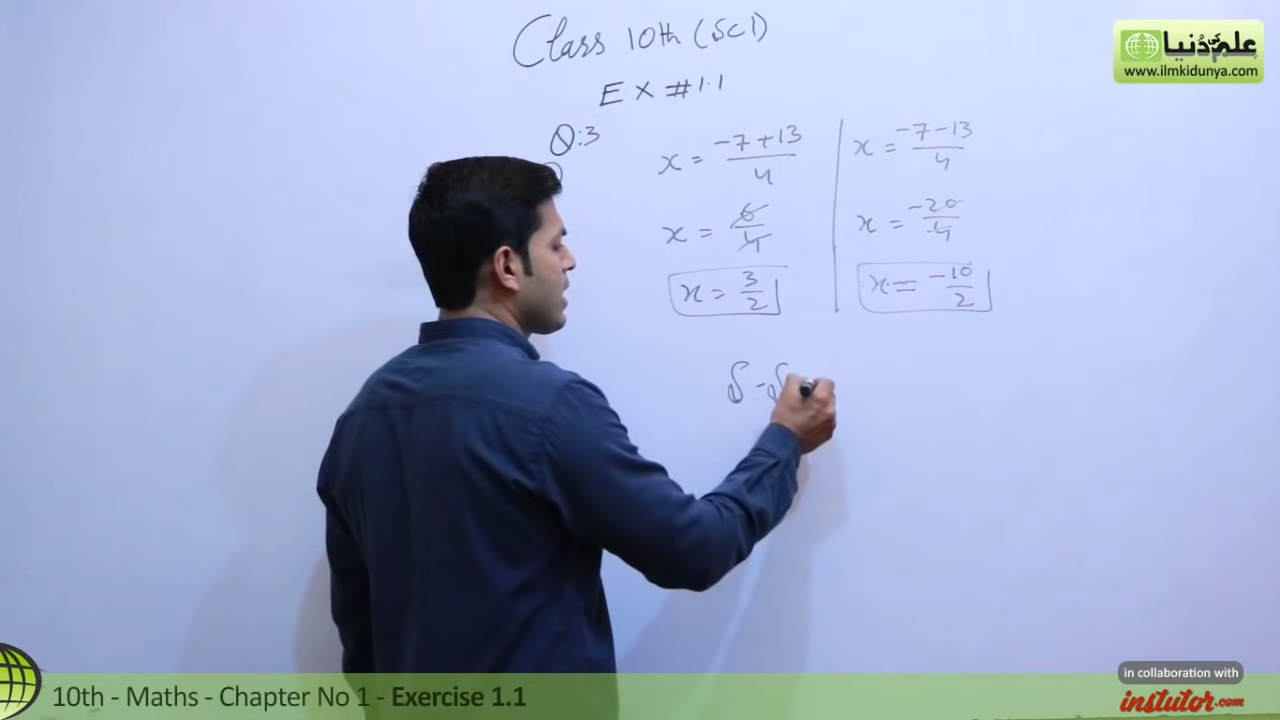 Class 10th (SCI)
EX #1.1
Q:3
x = -7+13/4
x = 6/4
x = 3/2
x = -7-13/4
x = -20/4
x = -10/2
S-S
علم کی دُنیا
www.ilmkidunya.com
in collaboration with
instutor.com
10th - Maths - Chapter No 1 - Exercise 1.1